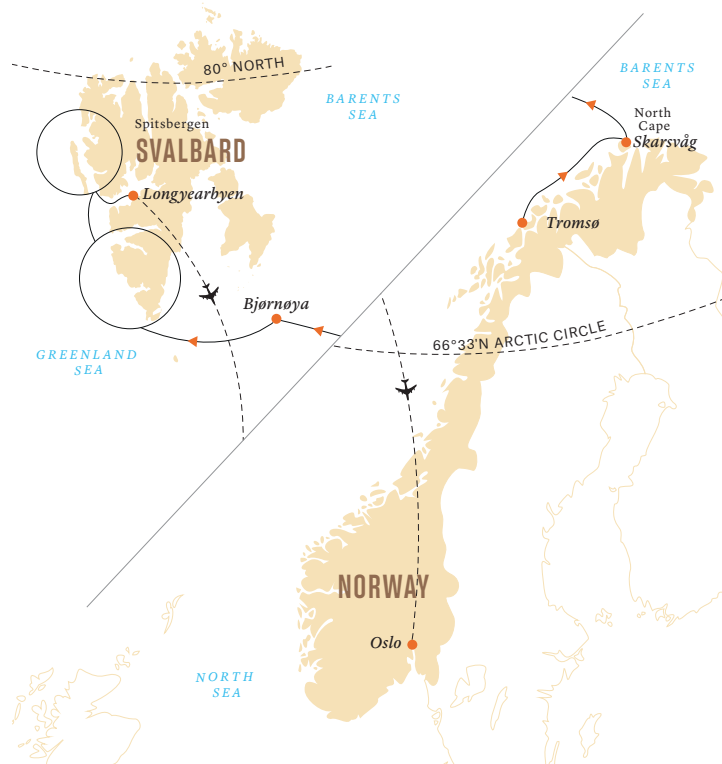 80° NORTH
BARENTS
SEA
Spitsbergen
SVALBARD
Longyearbyen
Bjørnøya
GREENLAND
SEA
BARENTS
SEA
North
Cape
Skarsvåg
Tromsø
66°33'N ARCTIC CIRCLE
NORWAY
Oslo
NORTH
SEA